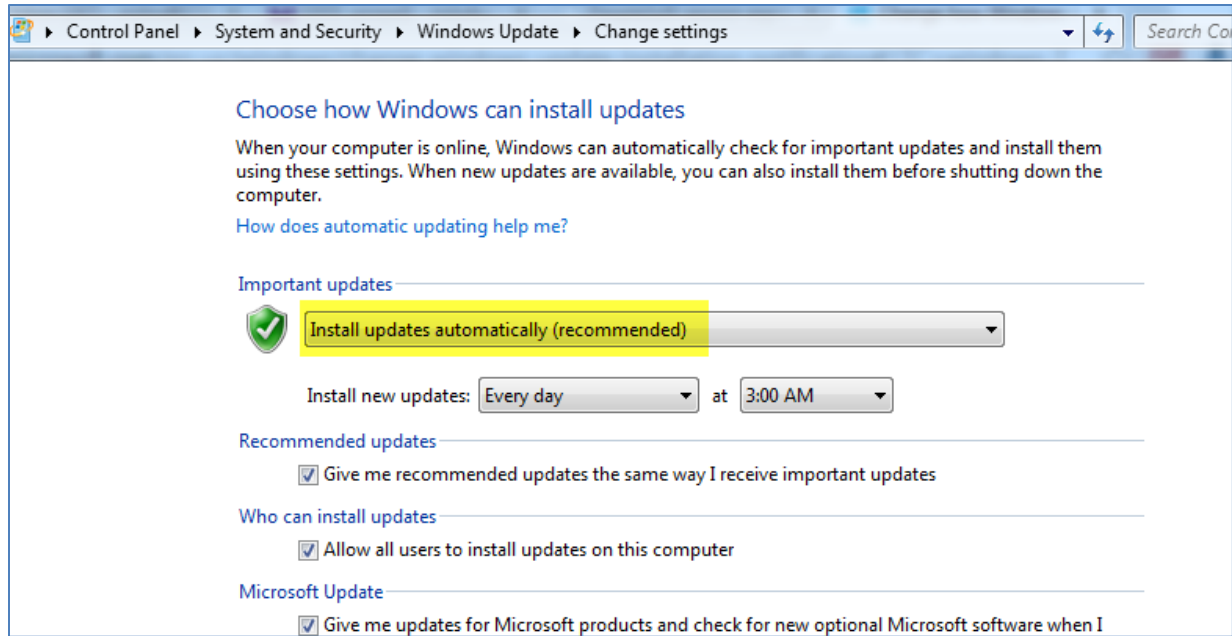 Control Panel ▸ System and Security ▸ Windows Update ▸ Change settings
Search Co
Choose how Windows can install updates
When your computer is online, Windows can automatically check for important updates and install them
using these settings. When new updates are available, you can also install them before shutting down the
computer.
How does automatic updating help me?
Important updates
Install updates automatically (recommended)
Install new updates: Every day at 3:00 AM
Recommended updates
Give me recommended updates the same way I receive important updates
Who can install updates
Allow all users to install updates on this computer
Microsoft Update
Give me updates for Microsoft products and check for new optional Microsoft software when I